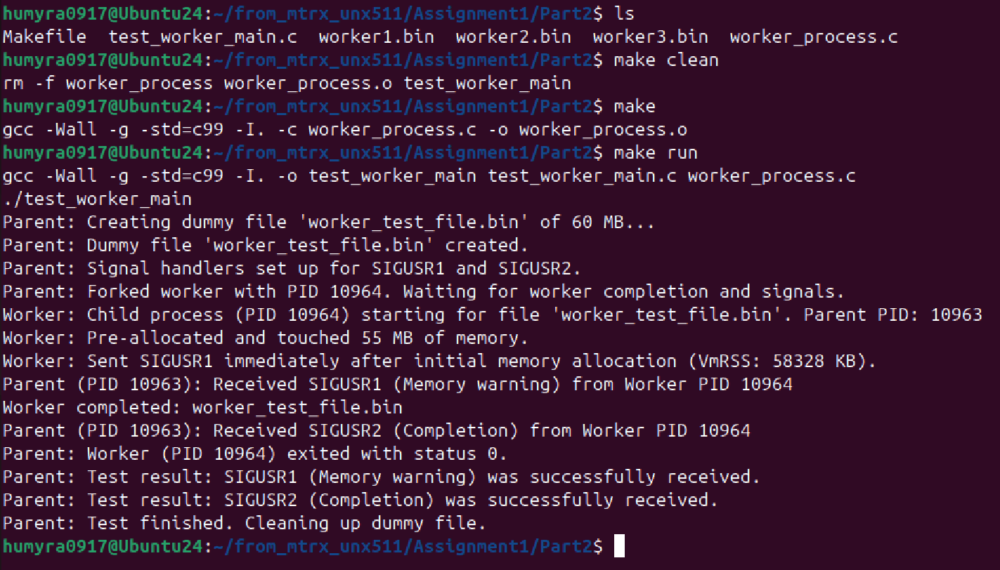 humyra0917@Ubuntu24:~/from_mtrx_unx511/Assignment1/Part2$ ls
Makefile  test_worker_main.c  worker1.bin  worker2.bin  worker3.bin  worker_process.c
humyra0917@Ubuntu24:~/from_mtrx_unx511/Assignment1/Part2$ make clean
rm -f worker_process worker_process.o test_worker_main
humyra0917@Ubuntu24:~/from_mtrx_unx511/Assignment1/Part2$ make
gcc -Wall -g -std=c99 -I. -c worker_process.c -o worker_process.o
humyra0917@Ubuntu24:~/from_mtrx_unx511/Assignment1/Part2$ make run
gcc -Wall -g -std=c99 -I. -o test_worker_main test_worker_main.c worker_process.c
./test_worker_main
Parent: Creating dummy file 'worker_test_file.bin' of 60 MB...
Parent: Dummy file 'worker_test_file.bin' created.
Parent: Signal handlers set up for SIGUSR1 and SIGUSR2.
Parent: Forked worker with PID 10964. Waiting for worker completion and signals.
Worker: Child process (PID 10964) starting for file 'worker_test_file.bin'. Parent PID: 10963
Worker: Pre-allocated and touched 55 MB of memory.
Worker: Sent SIGUSR1 immediately after initial memory allocation (VmRSS: 58328 KB).
Parent (PID 10963): Received SIGUSR1 (Memory warning) from Worker PID 10964
Worker completed: worker_test_file.bin
Parent (PID 10963): Received SIGUSR2 (Completion) from Worker PID 10964
Parent: Worker (PID 10964) exited with status 0.
Parent: Test result: SIGUSR1 (Memory warning) was successfully received.
Parent: Test result: SIGUSR2 (Completion) was successfully received.
Parent: Test finished. Cleaning up dummy file.
humyra0917@Ubuntu24:~/from_mtrx_unx511/Assignment1/Part2$